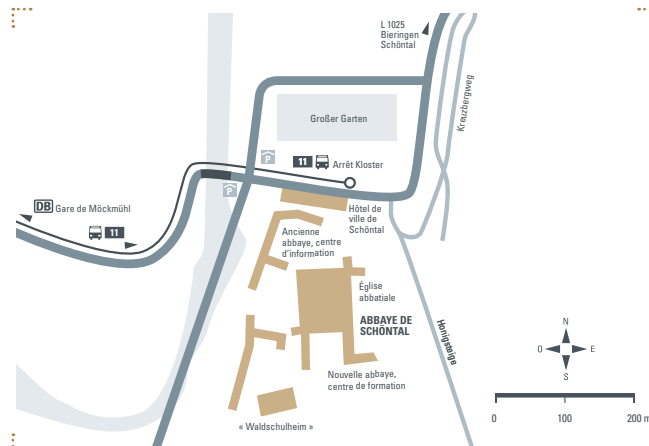 L 1025
Bieringen
Schöntal
Kreuzbergweg
Großer Garten
P
11
Arrêt Kloster
P
DB Gare de Möckmühl
11
Hôtel de
ville de
Schöntal
Ancienne
abbaye, centre
d'information
Église
abbatiale
ABBAYE DE
SCHÖNTAL
Honigsteige
Nouvelle abbaye,
centre de formation
« Waldschulheim »
N
O
E
S
0
100
200 m